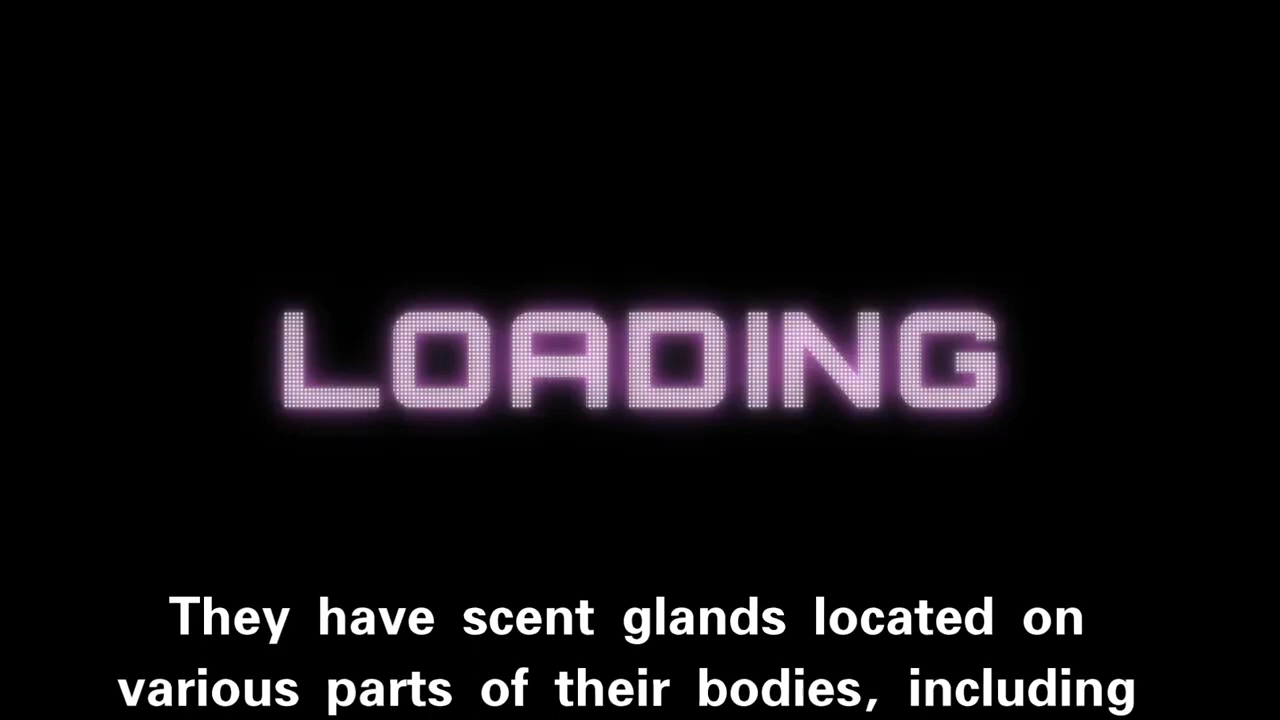 LOADING
They have scent glands located on
various parts of their bodies, including